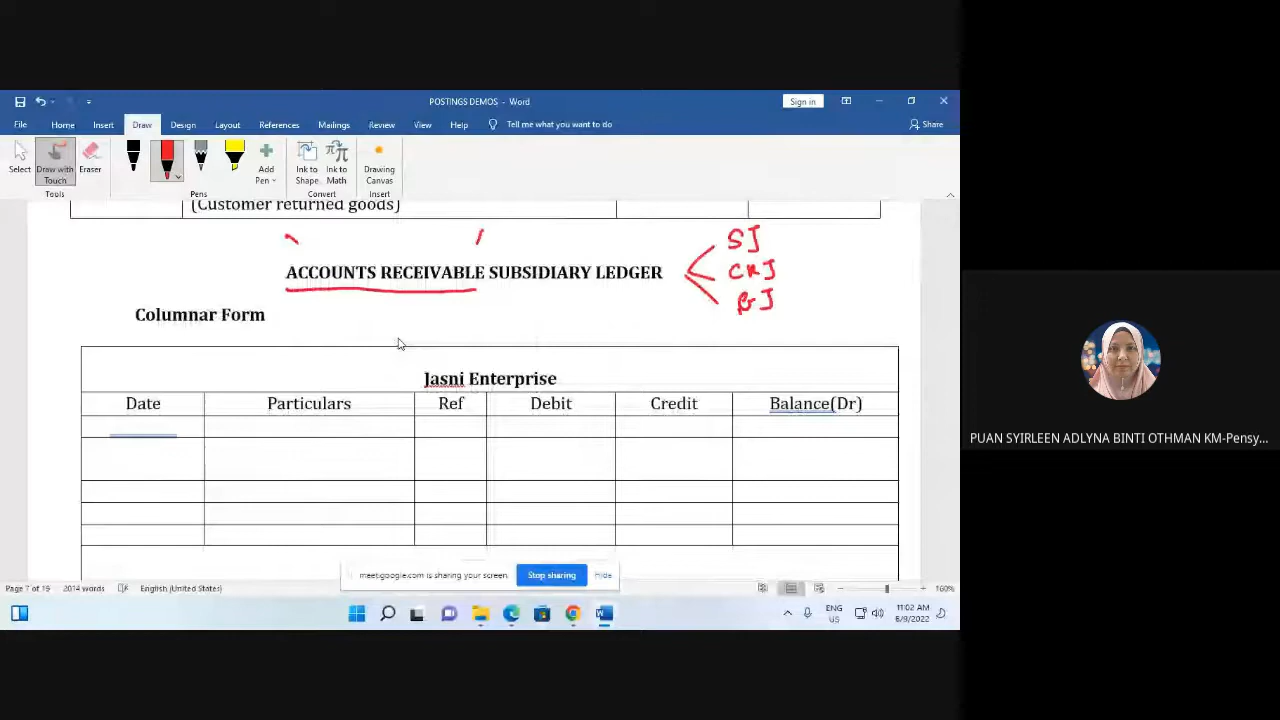 POSTINGS DEMOS - Word
Sign in
File Home Insert Draw Design Layout References Mailings Review View Help Tell me what you want to do
Share
Select Draw with Touch Eraser Add Pen Ink to Shape Ink to Math Drawing Canvas
Tools Pens Convert Insert
(Customer returned goods)
SJ
ACCOUNTS RECEIVABLE SUBSIDIARY LEDGER
CRJ
GJ
Columnar Form
Jasni Enterprise
Date Particulars Ref Debit Credit Balance(Dr)
PUAN SYIRLEEN ADLYNA BINTI OTHMAN KM-Pensy...
meet.google.com is sharing your screen. Stop sharing Hide
Page 7 of 19 2014 words English (United States) 160%
ENG US
11:02 AM
6/9/2022